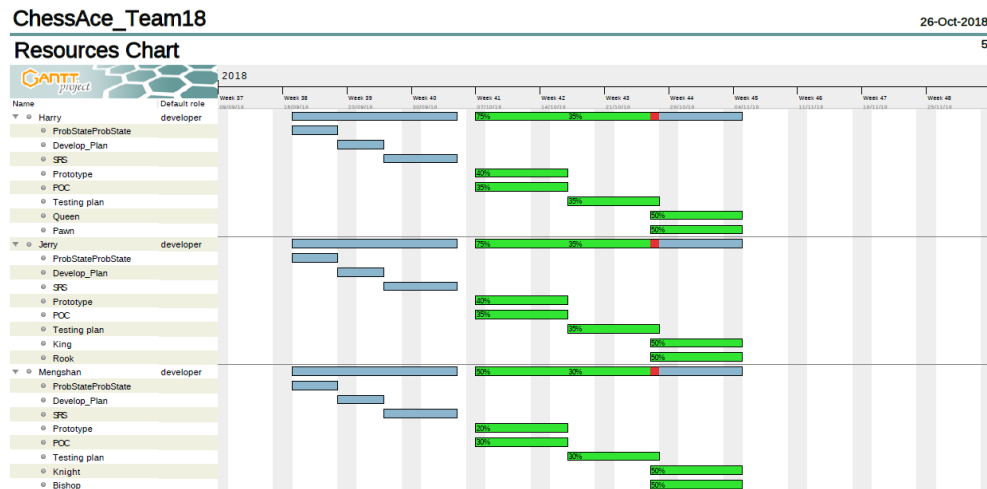 ChessAce_Team18
26-Oct-2018
Resources Chart
5
GANTT project
2018
Name Default role
Week 37 Week 38 Week 39 Week 40 Week 41 Week 42 Week 43 Week 44 Week 45 Week 46 Week 47 Week 48
Harry developer 75% 35%
ProbStateProbState
Develop_Plan
SRS
Prototype 40%
POC 35%
Testing plan 35%
Queen 50%
Pawn 50%
Jerry developer 75% 35%
ProbStateProbState
Develop_Plan
SRS
Prototype 40%
POC 35%
Testing plan 35%
King 50%
Rook 50%
Mengshan developer 50% 30%
ProbStateProbState
Develop_Plan
SRS
Prototype 20%
POC 30%
Testing plan 30%
Knight 50%
Bishop 50%